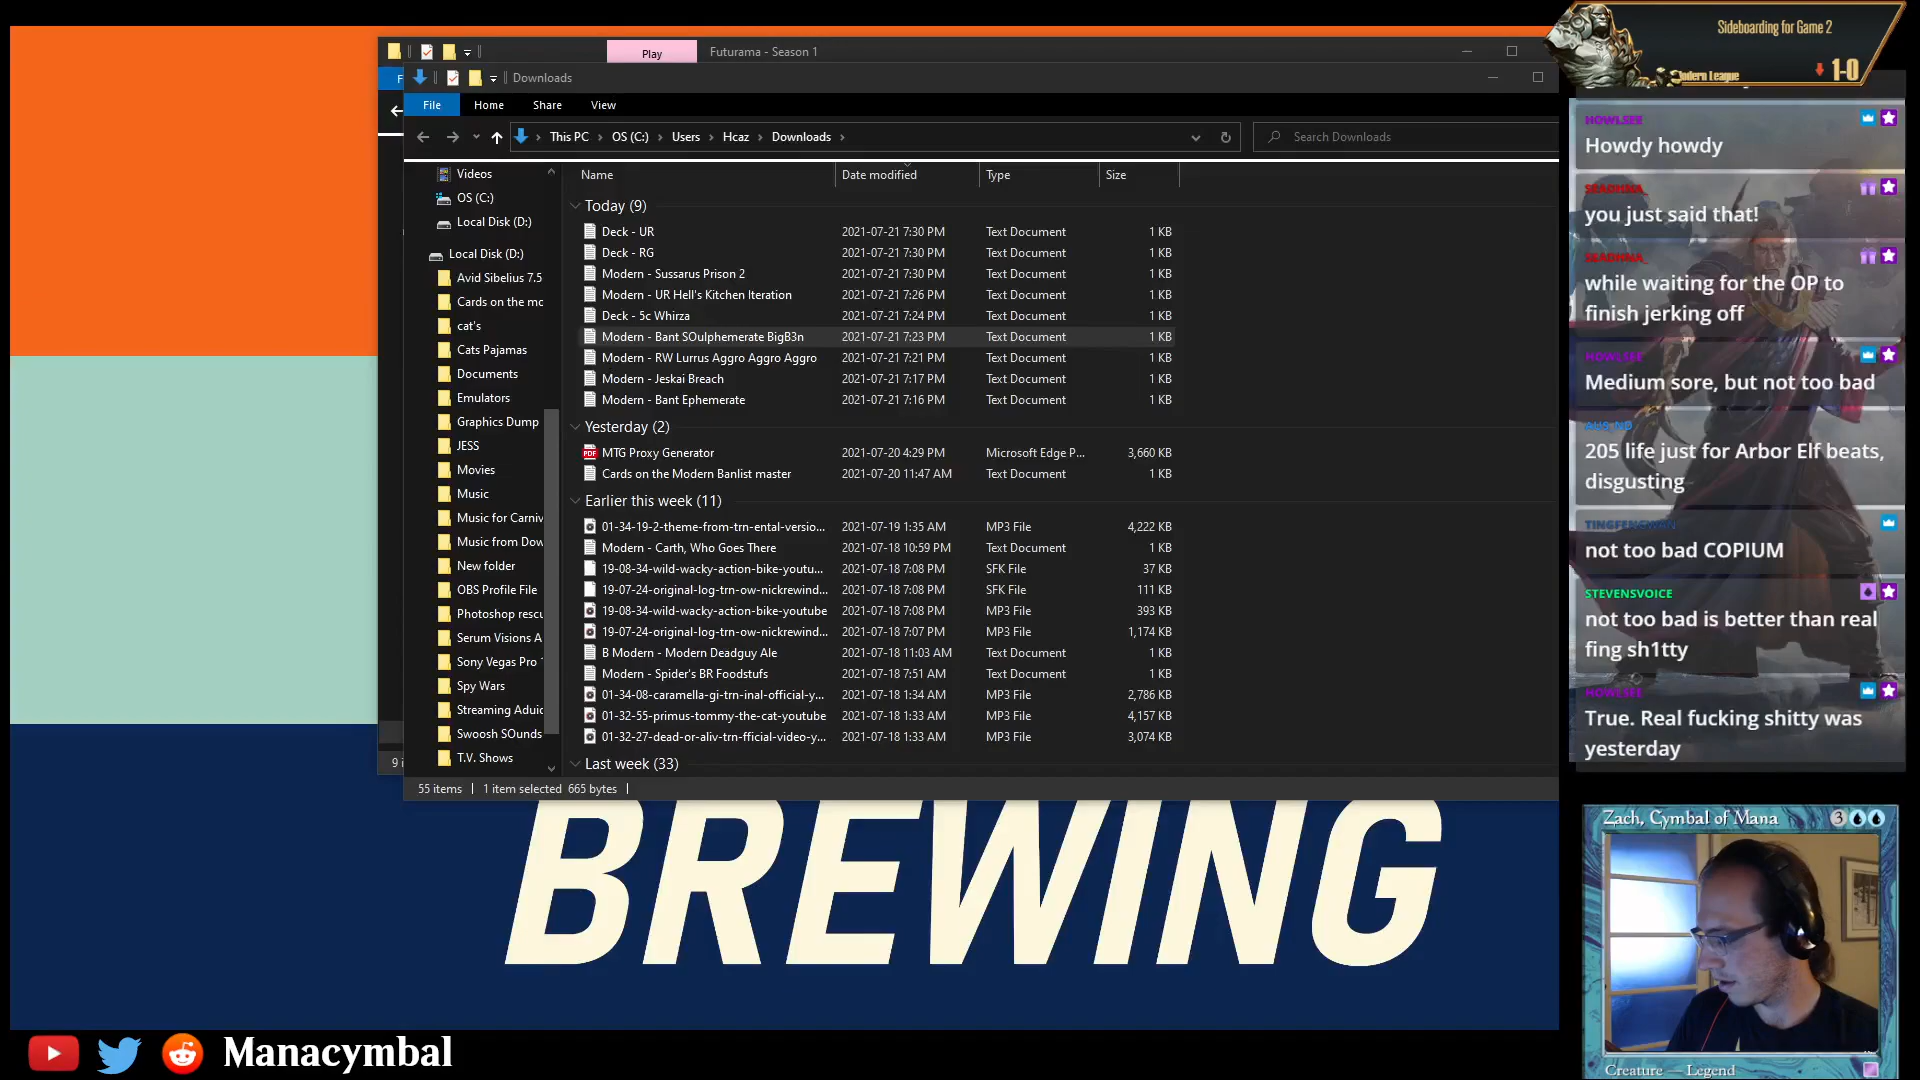 Play
Futurama - Season 1
Downloads
File
Home
Share
View
This PC
OS (C:)
Users
Hcaz
Downloads
Search Downloads
Name
Date modified
Type
Size
Videos
OS (C:)
Local Disk (D:)
Local Disk (D:)
Avid Sibelius 7.5
Cards on the mo
cat's
Cats Pajamas
Documents
Emulators
Graphics Dump
JESS
Movies
Music
Music for Carniv
Music from Dow
New folder
OBS Profile File
Photoshop rescu
Serum Visions A
Sony Vegas Pro
Spy Wars
Streaming Aduio
Swoosh SOunds
T.V. Shows
Today (9)
Deck - UR 2021-07-21 7:30 PM Text Document 1 KB
Deck - RG 2021-07-21 7:30 PM Text Document 1 KB
Modern - Sussarus Prison 2 2021-07-21 7:30 PM Text Document 1 KB
Modern - UR Hell's Kitchen Iteration 2021-07-21 7:26 PM Text Document 1 KB
Deck - 5c Whirza 2021-07-21 7:24 PM Text Document 1 KB
Modern - Bant SOulphemerate BigB3n 2021-07-21 7:23 PM Text Document 1 KB
Modern - RW Lurrus Aggro Aggro Aggro 2021-07-21 7:21 PM Text Document 1 KB
Modern - Jeskai Breach 2021-07-21 7:17 PM Text Document 1 KB
Modern - Bant Ephemerate 2021-07-21 7:16 PM Text Document 1 KB
Yesterday (2)
PDF MTG Proxy Generator 2021-07-20 4:29 PM Microsoft Edge P... 3,660 KB
Cards on the Modern Banlist master 2021-07-20 11:47 AM Text Document 1 KB
Earlier this week (11)
01-34-19-2-theme-from-trn-ental-versio... 2021-07-19 1:35 AM MP3 File 4,222 KB
Modern - Carth, Who Goes There 2021-07-18 10:59 PM Text Document 1 KB
19-08-34-wild-wacky-action-bike-youtu... 2021-07-18 7:08 PM SFK File 37 KB
19-07-24-original-log-trn-ow-nickrewind... 2021-07-18 7:08 PM SFK File 111 KB
19-08-34-wild-wacky-action-bike-youtube 2021-07-18 7:08 PM MP3 File 393 KB
19-07-24-original-log-trn-ow-nickrewind... 2021-07-18 7:07 PM MP3 File 1,174 KB
B Modern - Modern Deadguy Ale 2021-07-18 11:03 AM Text Document 1 KB
Modern - Spider's BR Foodstufs 2021-07-18 7:51 AM Text Document 1 KB
01-34-08-caramella-gi-trn-inal-official-y... 2021-07-18 1:34 AM MP3 File 2,786 KB
01-32-55-primus-tommy-the-cat-youtube 2021-07-18 1:33 AM MP3 File 4,157 KB
01-32-27-dead-or-aliv-trn-fficial-video-y... 2021-07-18 1:33 AM MP3 File 3,074 KB
Last week (33)
9 i
55 items
1 item selected 665 bytes
BREWING
Manacymbal
Sideboarding for Game 2
Modern League
1-0
HOWLSEE
Howdy howdy
you just said that!
while waiting for the OP to
finish jerking off
HOWLSEE
Medium sore, but not too bad
205 life just for Arbor Elf beats,
disgusting
not too bad COPIUM
STEVENSVOICE
not too bad is better than real
fing sh1tty
HOWLSEE
True. Real fucking shitty was
yesterday
Zach, Cymbal of Mana 3
Creature — Legend